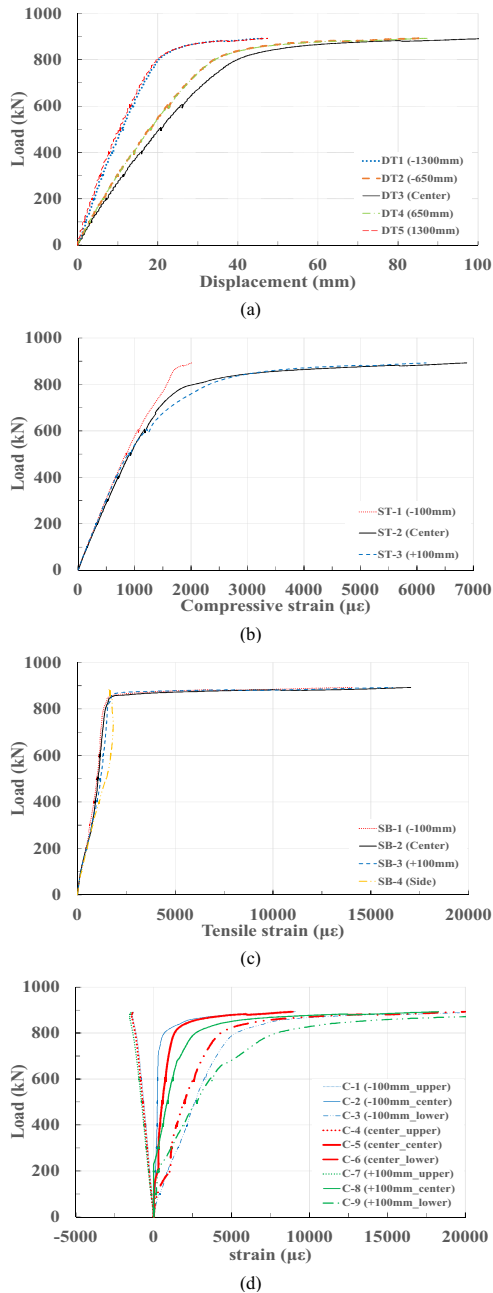 1000
900
800
700
600
500
400
300
200
100
0
Load (kN)
DT1 (-1300mm)
DT2 (-650mm)
DT3 (Center)
DT4 (650mm)
DT5 (1300mm)
0 20 40 60 80 100
Displacement (mm)
(a)
1000
800
600
400
200
0
Load (kN)
ST-1 (-100mm)
ST-2 (Center)
ST-3 (+100mm)
0 1000 2000 3000 4000 5000 6000 7000
Compressive strain (με)
(b)
1000
800
600
400
200
0
Load (kN)
SB-1 (-100mm)
SB-2 (Center)
SB-3 (+100mm)
SB-4 (Side)
0 5000 10000 15000 20000
Tensile strain (με)
(c)
1000
800
600
400
200
0
Load (kN)
C-1 (-100mm_upper)
C-2 (-100mm_center)
C-3 (-100mm_lower)
C-4 (center_upper)
C-5 (center_center)
C-6 (center_lower)
C-7 (+100mm_upper)
C-8 (+100mm_center)
C-9 (+100mm_lower)
-5000 0 5000 10000 15000 20000
strain (με)
(d)